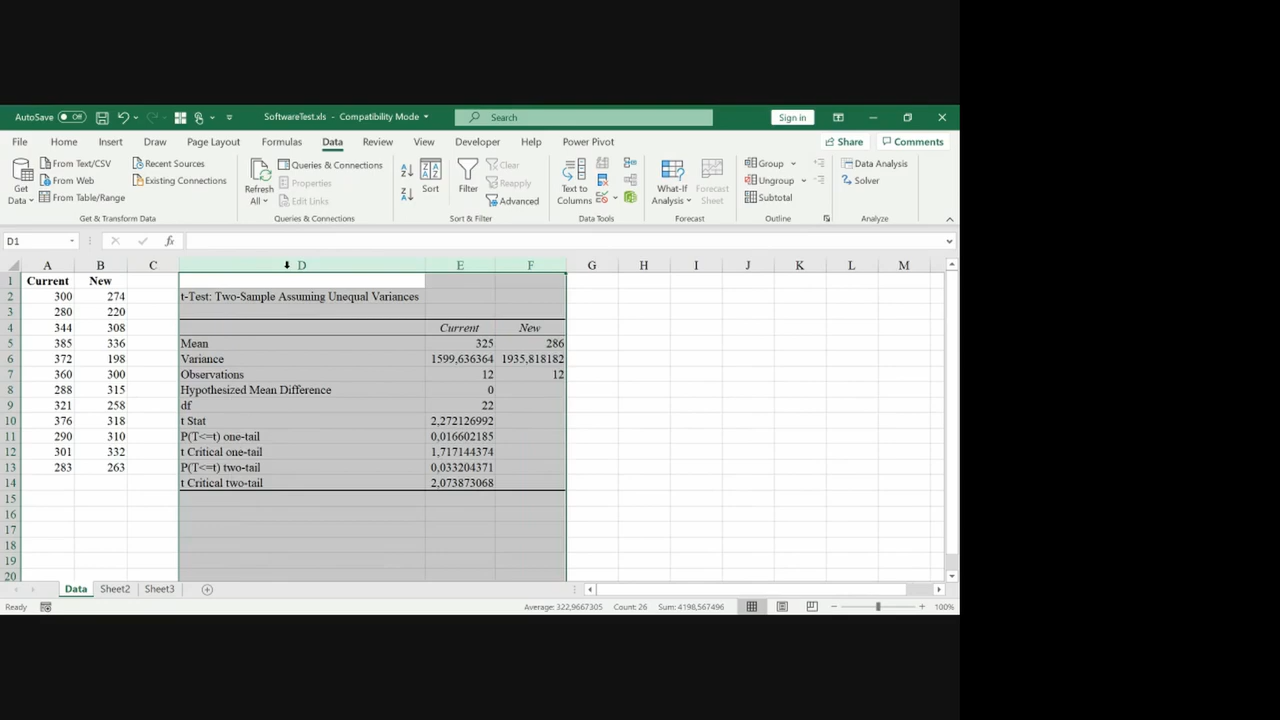 AutoSave Off SoftwareTest.xls - Compatibility Mode Search Sign in
File Home Insert Draw Page Layout Formulas Data Review View Developer Help Power Pivot Share Comments
Get Data
From Text/CSV
From Web
From Table/Range
Recent Sources
Existing Connections
Get & Transform Data
Refresh All
Queries & Connections
Properties
Edit Links
Queries & Connections
Sort
Filter
Clear
Reapply
Advanced
Sort & Filter
Text to Columns
Data Tools
What-If Analysis
Forecast Sheet
Forecast
Group
Ungroup
Subtotal
Outline
Data Analysis
Solver
Analyze
D1 fx
A B C D E F G H I J K L M
1 Current New
2 300 274 t-Test: Two-Sample Assuming Unequal Variances
3 280 220
4 344 308 Current New
5 385 336 Mean 325 286
6 372 198 Variance 1599,636364 1935,818182
7 360 300 Observations 12 12
8 288 315 Hypothesized Mean Difference 0
9 321 258 df 22
10 376 318 t Stat 2,272126992
11 290 310 P(T<=t) one-tail 0,016602185
12 301 332 t Critical one-tail 1,717144374
13 283 263 P(T<=t) two-tail 0,033204371
14 t Critical two-tail 2,073873068
15
16
17
18
19
20
Data Sheet2 Sheet3
Ready Average: 322,9667305 Count: 26 Sum: 4198,567496 100%